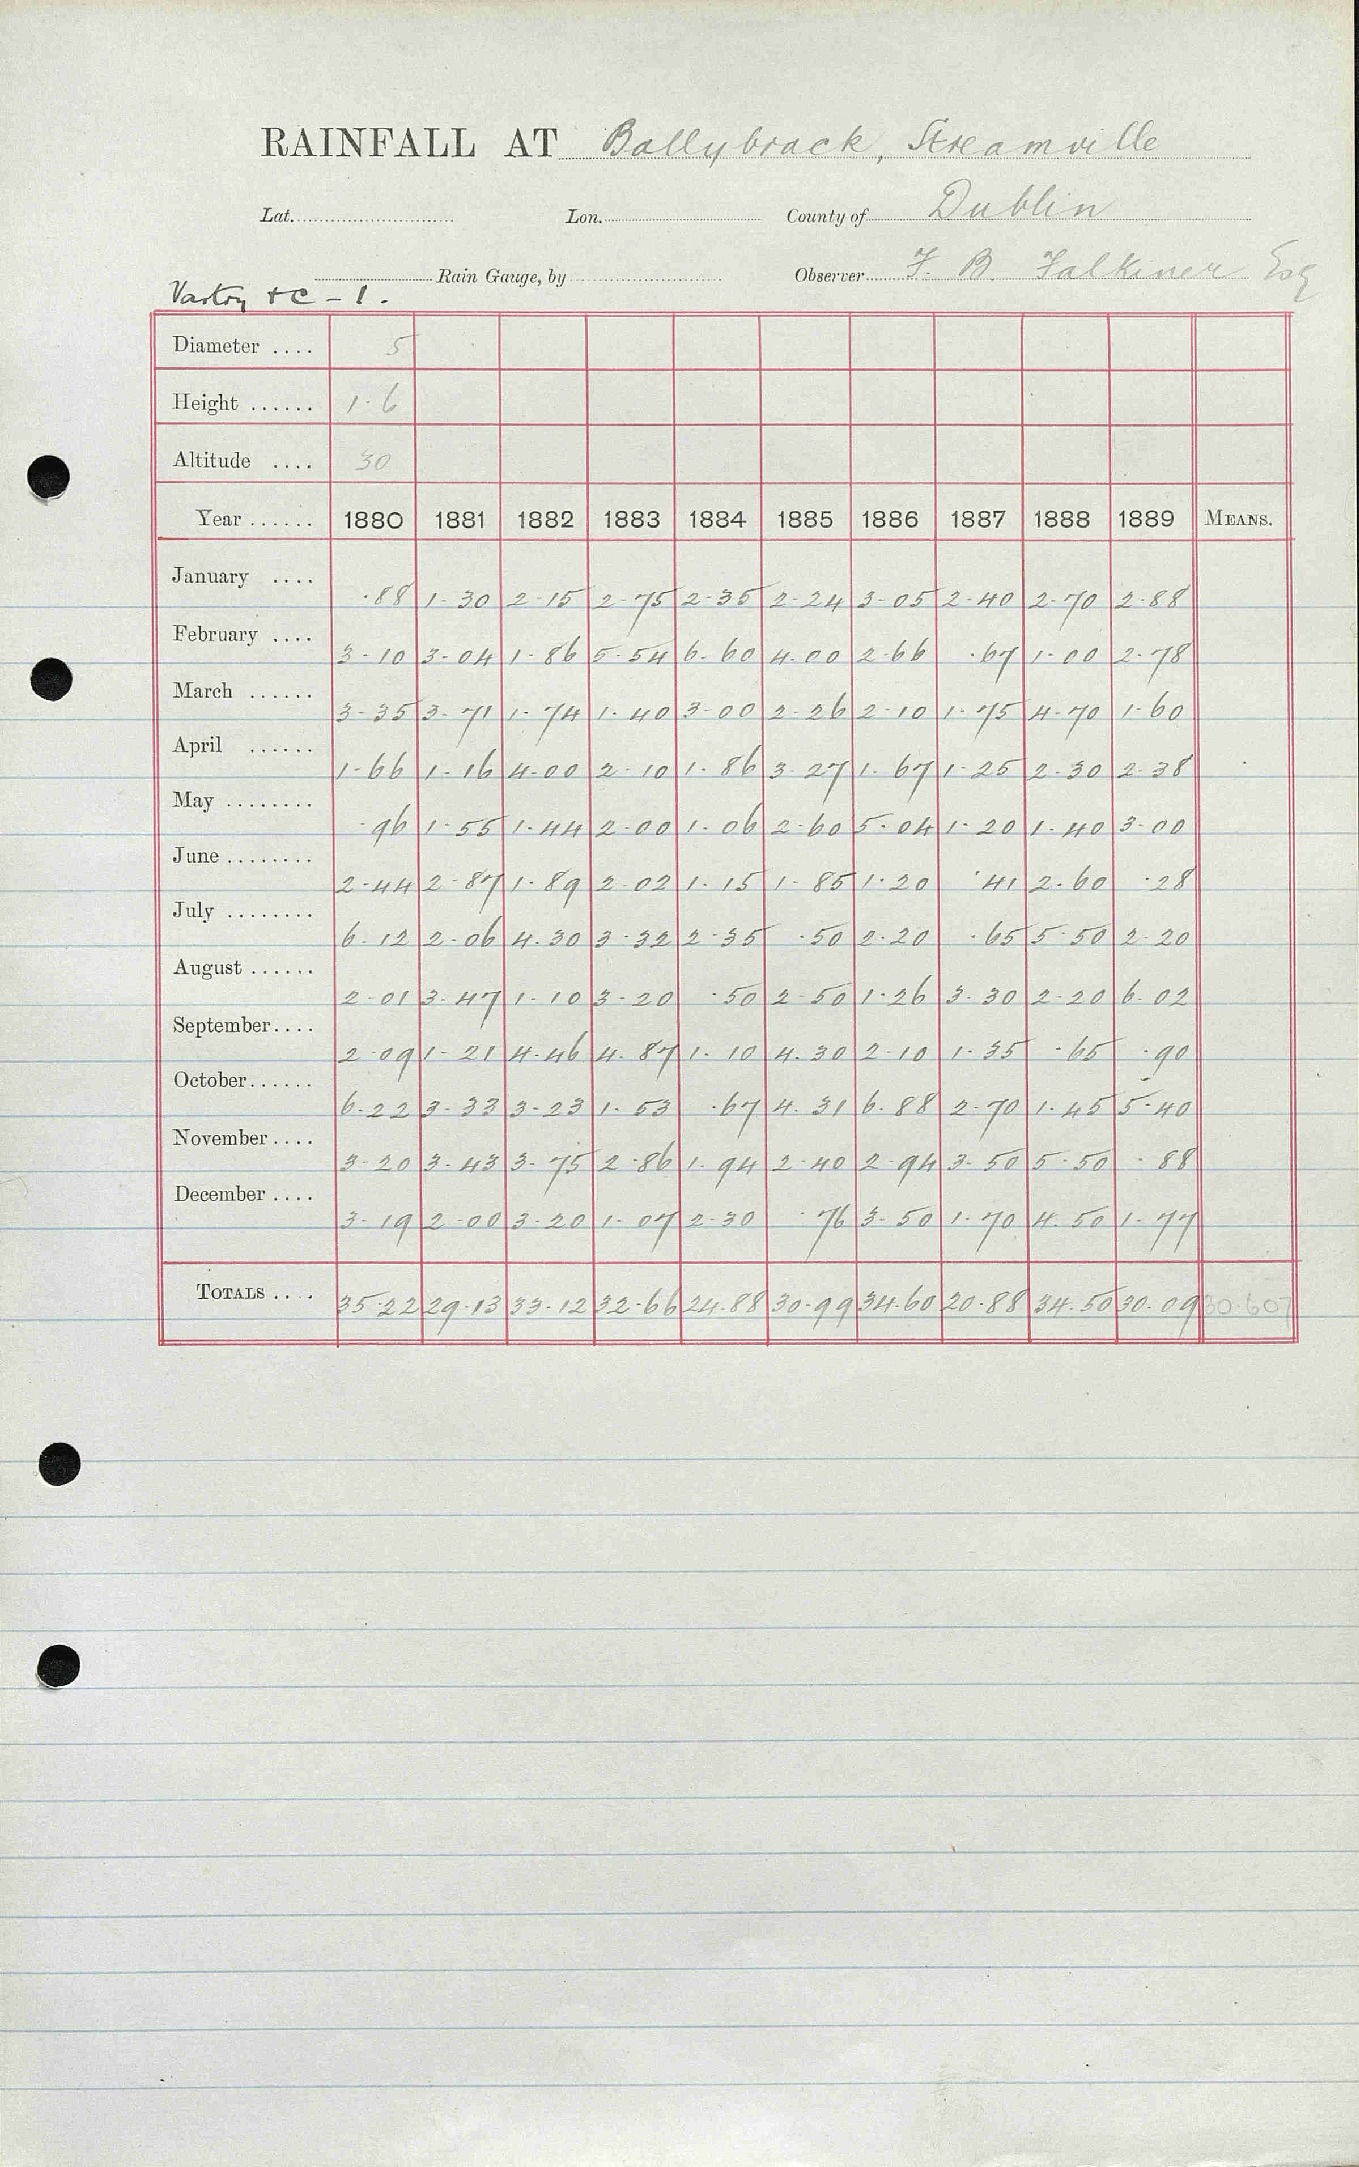 RAINFALL AT Ballybrack, Streamville
Lat. Lon. County of Dublin
Rain Gauge, by Observer F. B. Falkiner Esq
Vartry &c - 1.
Diameter .... 5
Height ...... 1.6
Altitude .... 30
Year ...... 1880 1881 1882 1883 1884 1885 1886 1887 1888 1889 MEANS.
January .... .88 1.30 2.15 2.75 2.35 2.24 3.05 2.40 2.70 2.88
February .... 3.10 3.04 1.86 5.54 6.60 4.00 2.66 .67 1.00 2.78
March ...... 3.35 3.71 1.74 1.40 3.00 2.26 2.10 1.75 4.70 1.60
April ...... 1.66 1.16 4.00 2.10 1.86 3.27 1.67 1.25 2.30 2.38
May ........ .96 1.55 1.44 2.00 1.06 2.60 5.04 1.20 1.40 3.00
June ........ 2.44 2.87 1.89 2.02 1.15 1.85 1.20 .41 2.60 .28
July ........ 6.12 2.06 4.30 3.32 2.35 .50 2.20 .65 5.50 2.20
August ...... 2.01 3.47 1.10 3.20 .50 2.50 1.26 3.30 2.20 6.02
September .... 2.09 1.21 4.46 4.87 1.10 4.30 2.10 1.35 .65 .90
October ...... 6.22 3.33 3.23 1.53 .67 4.31 6.88 2.70 1.45 5.40
November .... 3.20 3.43 3.75 2.86 1.94 2.40 2.94 3.50 5.50 .88
December .... 3.19 2.00 3.20 1.07 2.30 .76 3.50 1.70 4.50 1.77
TOTALS .... 35.22 29.13 33.12 32.66 24.88 30.99 34.60 20.88 34.50 30.09 30.607